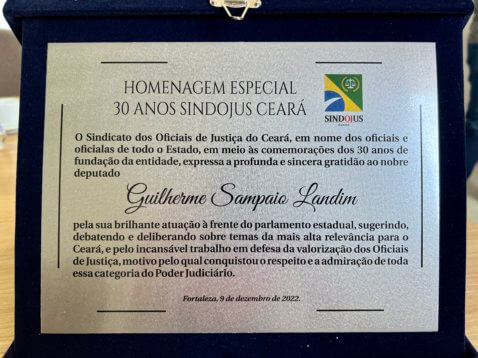 HOMENAGEM ESPECIAL
30 ANOS SINDOJUS CEARÁ
SINDOJUS
O Sindicato dos Oficiais de Justiça do Ceará, em nome dos oficiais e
oficialas de todo o Estado, em meio às comemorações dos 30 anos de
fundação da entidade, expressa a profunda e sincera gratidão ao nobre
deputado
Guilherme Sampaio Landim
pela sua brilhante atuação à frente do parlamento estadual, sugerindo,
debatendo e deliberando sobre temas da mais alta relevância para o
Ceará, e pelo incansável trabalho em defesa da valorização dos Oficiais
de Justiça, motivo pelo qual conquistou o respeito e a admiração de toda
essa categoria do Poder Judiciário.
Fortaleza, 9 de dezembro de 2022.